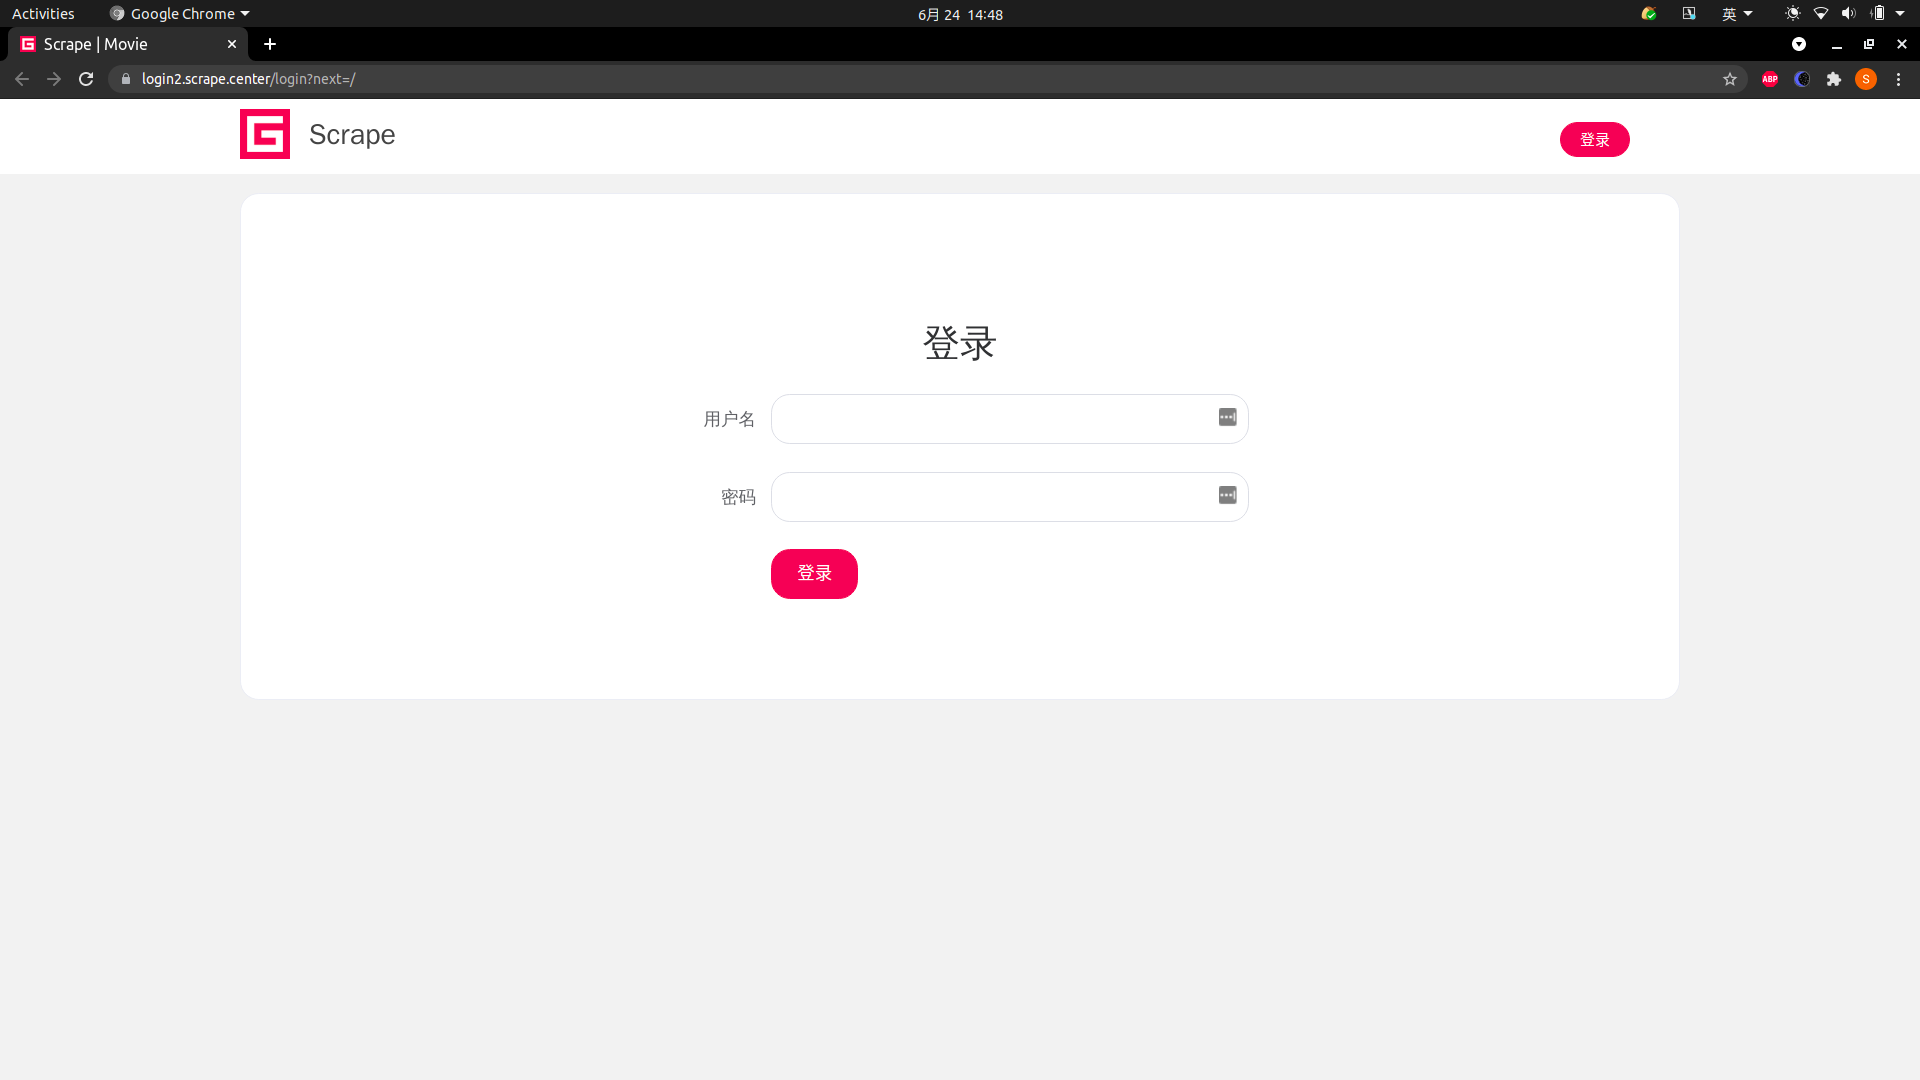 Activities
Google Chrome
6月 24 14:48
英
Scrape | Movie
login2.scrape.center/login?next=/
ABP
S
Scrape
登录
登录
用户名
密码
登录